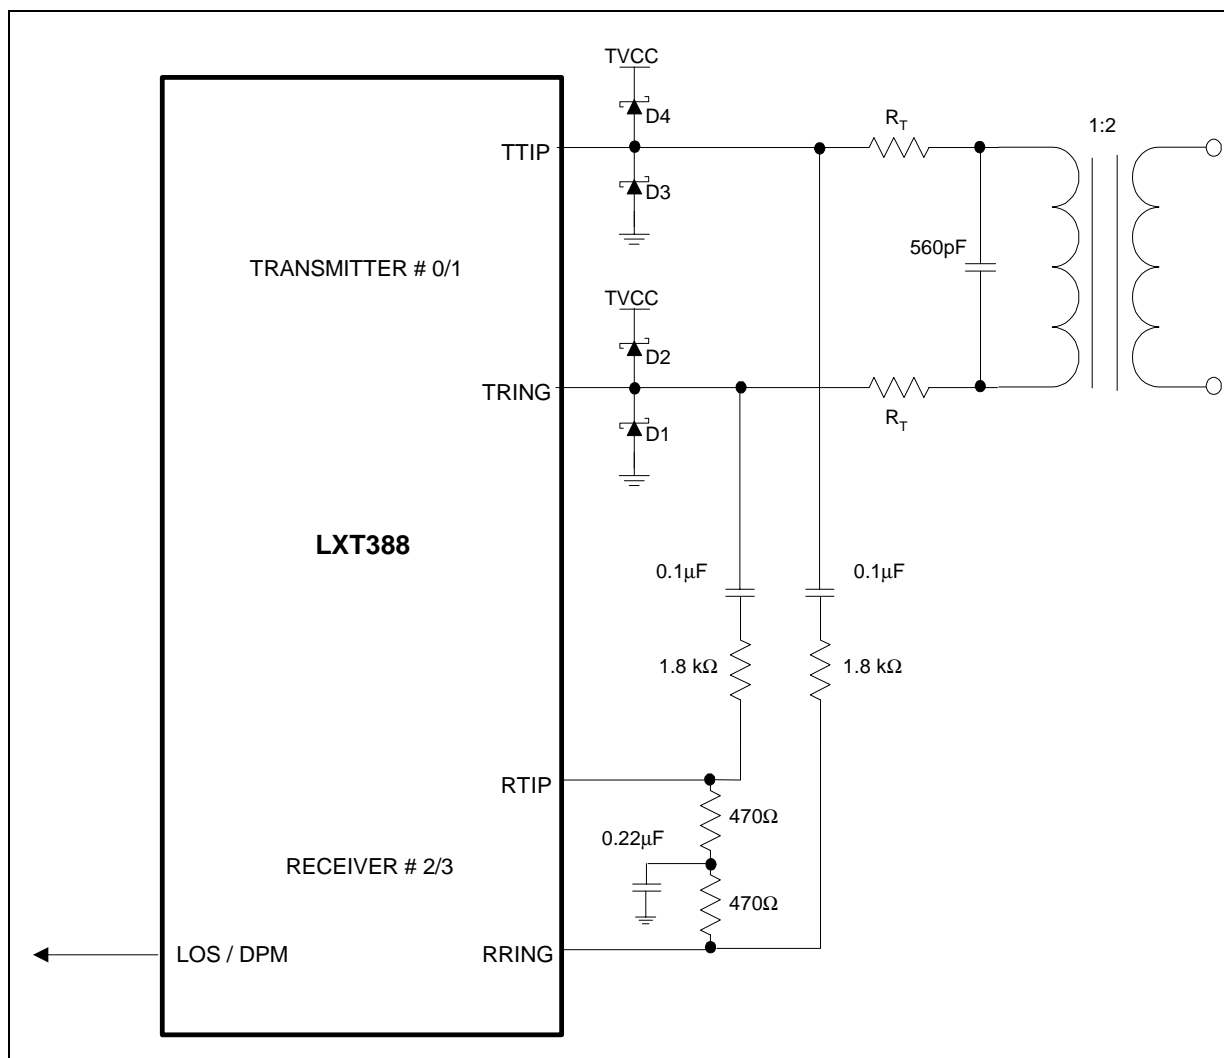 TVCC
D4
R_T
1:2
TTIP
D3
TRANSMITTER # 0/1
560pF
TVCC
D2
TRING
D1
R_T
LXT388
0.1μF
0.1μF
1.8 kΩ
1.8 kΩ
RTIP
470Ω
0.22μF
RECEIVER # 2/3
470Ω
LOS / DPM
RRING